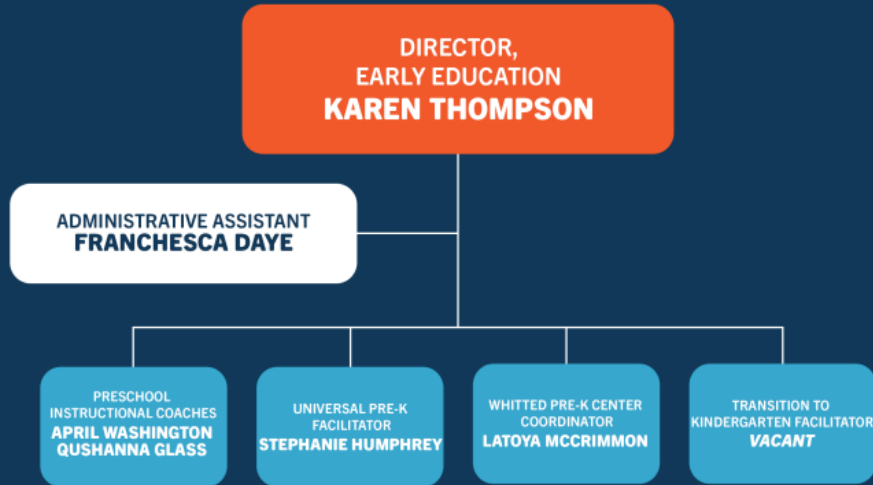 DIRECTOR,
EARLY EDUCATION
KAREN THOMPSON
ADMINISTRATIVE ASSISTANT
FRANCHESCA DAYE
PRESCHOOL
INSTRUCTIONAL COACHES
APRIL WASHINGTON
QUSHANNA GLASS
UNIVERSAL PRE-K
FACILITATOR
STEPHANIE HUMPHREY
WHITTED PRE-K CENTER
COORDINATOR
LATOYA MCCRIMMON
TRANSITION TO
KINDERGARTEN FACILITATOR
VACANT